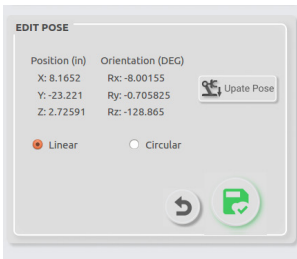 EDIT POSE
Position (in) Orientation (DEG)
X: 8.1652 Rx: -8.00155
Y: -23.221 Ry: -0.705825
Z: 2.72591 Rz: -128.865
Upate Pose
Linear Circular